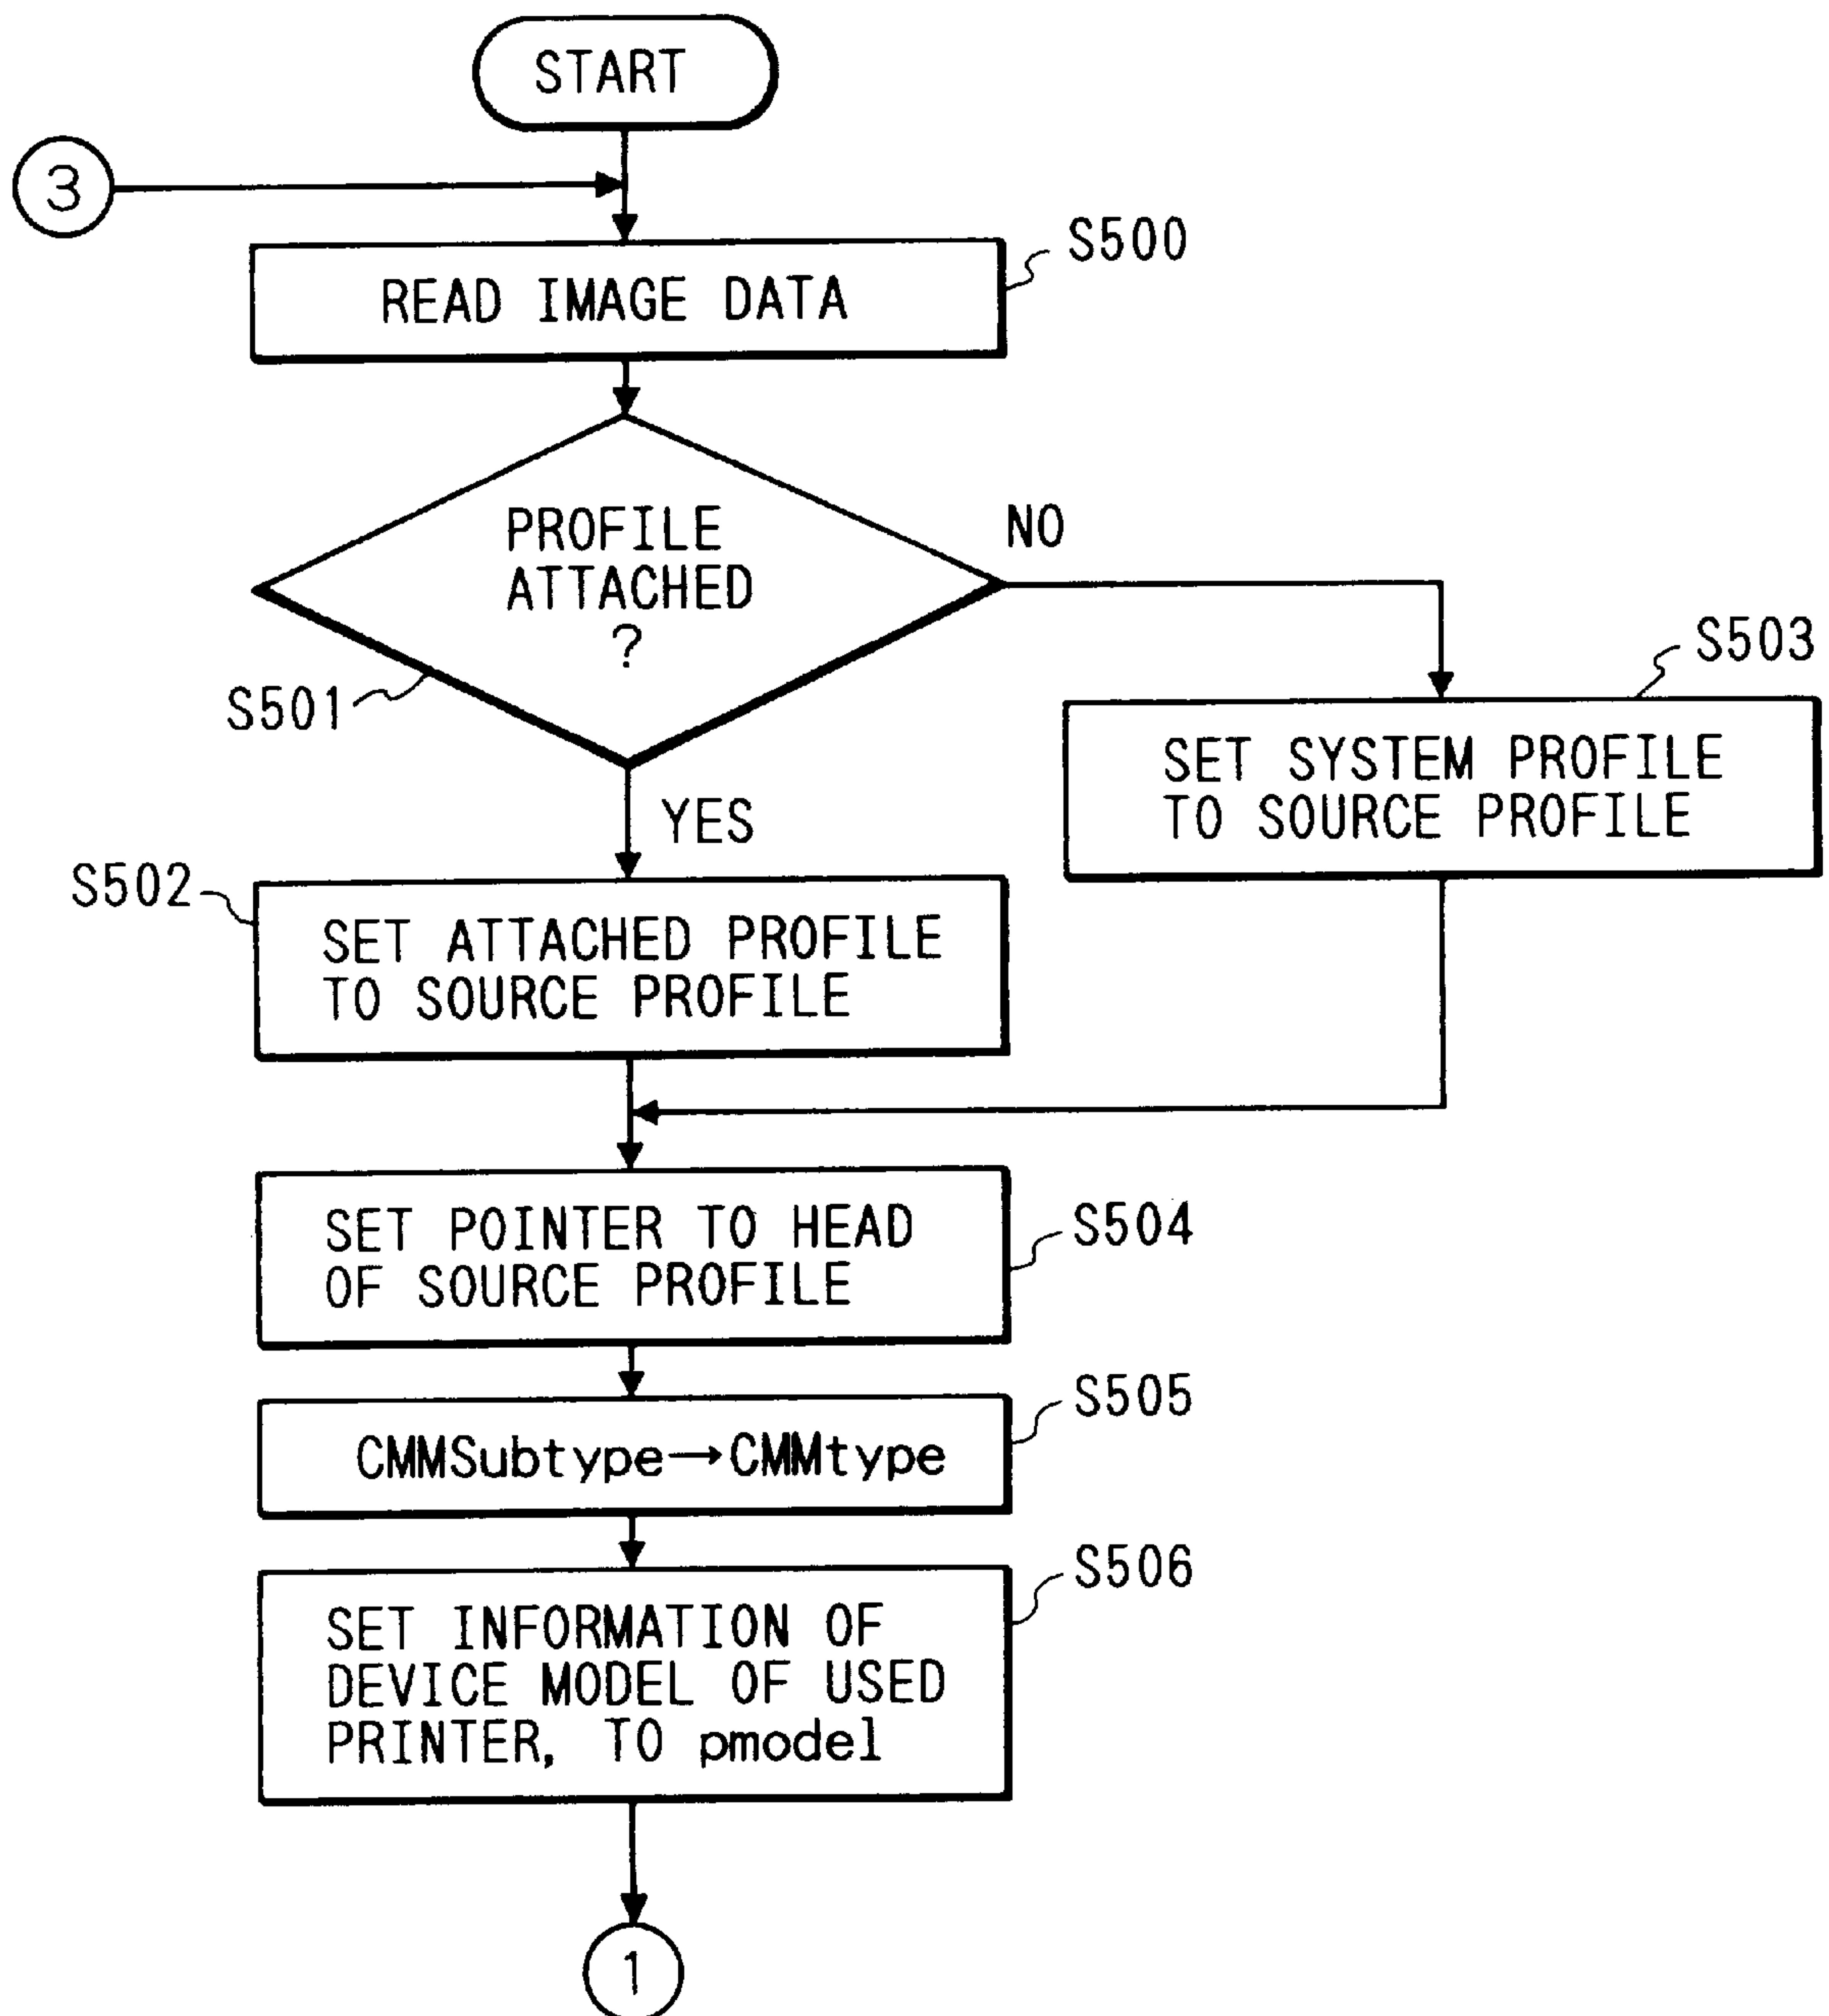 START
3
S500
READ IMAGE DATA
PROFILE
ATTACHED
?
NO
S501
S503
SET SYSTEM PROFILE
TO SOURCE PROFILE
YES
S502
SET ATTACHED PROFILE
TO SOURCE PROFILE
SET POINTER TO HEAD
OF SOURCE PROFILE
S504
CMMSubtype→CMMtype
S505
S506
SET INFORMATION OF
DEVICE MODEL OF USED
PRINTER, TO pmodel
1